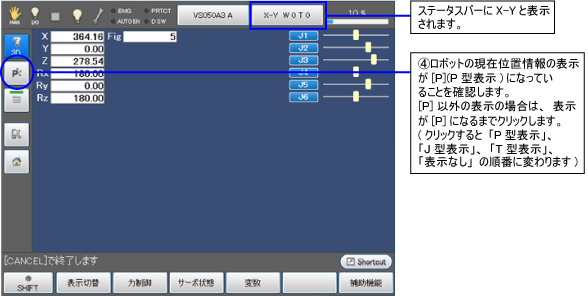 MAN
I/O
EMG.
PRTCT
AUTO EN
D SW
VS050A3 A
X-Y W 0 T 0
10 %
ステータスバーに X-Y と表示
されます。
3D
X 364.16 Fig 5
Y 0.00
Z 278.54
Rx 180.00
Ry 0.00
Rz 180.00
J1
J2
J3
J4
J5
J6
P
④ロボットの現在位置情報の表示
が [P](P 型表示 ) になってい
ることを確認します。
[P] 以外の表示の場合は、 表示
が [P] になるまでクリックします。
( クリックすると 「P 型表示」、
「J 型表示」、 「T 型表示」、
「表示なし」 の順番に変わります )
[CANCEL]で終了します
Shortcut
SHIFT
表示切替
力制御
サーボ状態
変数
補助機能